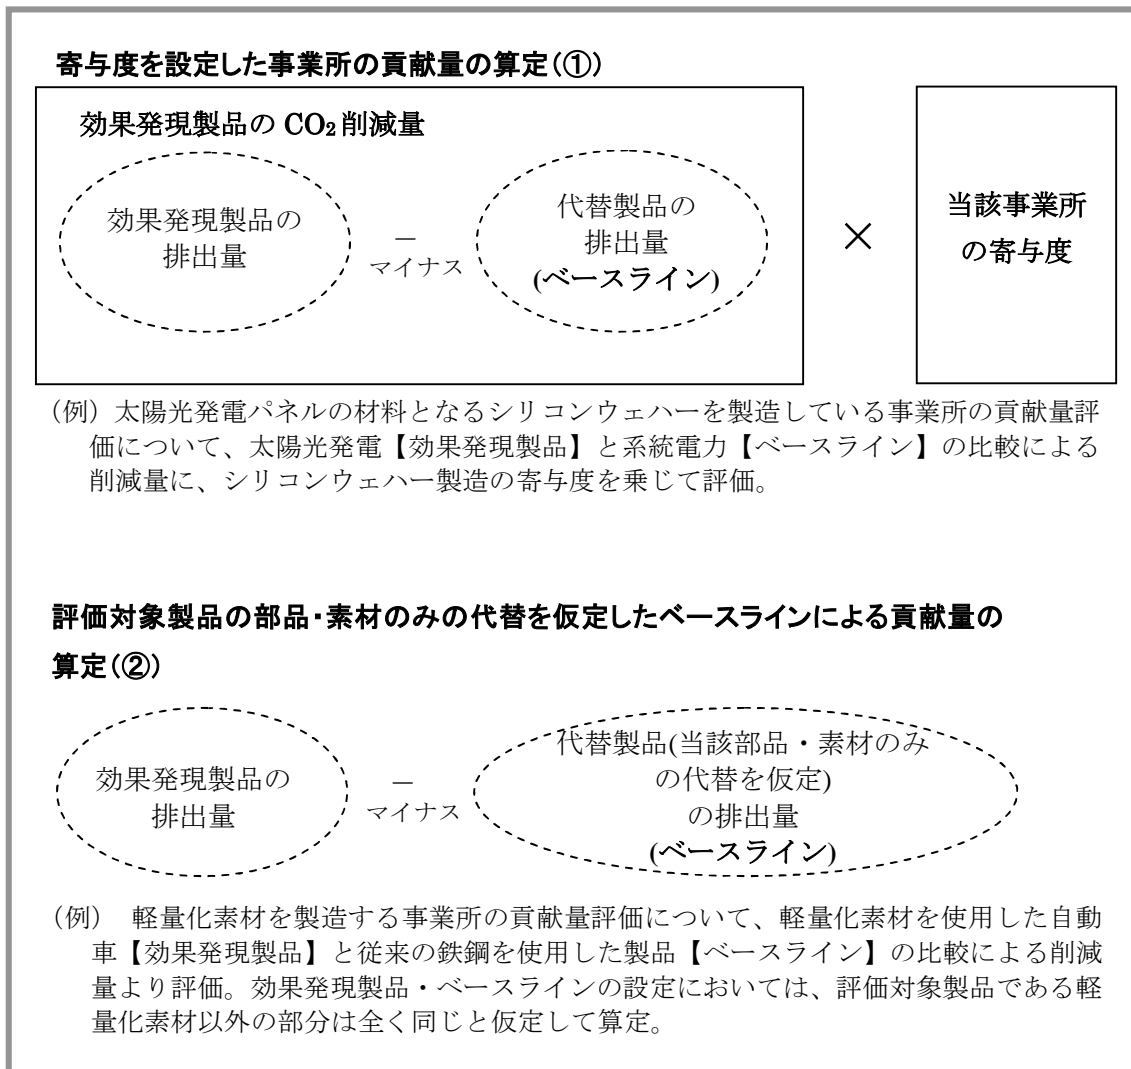 寄与度を設定した事業所の貢献量の算定(①)
効果発現製品の CO₂削減量
効果発現製品の
排出量
－
マイナス
代替製品の
排出量
(ベースライン)
×
当該事業所
の寄与度
(例) 太陽光発電パネルの材料となるシリコンウェハーを製造している事業所の貢献量評
価について、太陽光発電【効果発現製品】と系統電力【ベースライン】の比較による
削減量に、シリコンウェハー製造の寄与度を乗じて評価。
評価対象製品の部品・素材のみの代替を仮定したベースラインによる貢献量の
算定(②)
効果発現製品の
排出量
－
マイナス
代替製品(当該部品・素材のみ
の代替を仮定)
の排出量
(ベースライン)
(例) 軽量化素材を製造する事業所の貢献量評価について、軽量化素材を使用した自動
車【効果発現製品】と従来の鉄鋼を使用した製品【ベースライン】の比較による削減
量より評価。効果発現製品・ベースラインの設定においては、評価対象製品である軽
量化素材以外の部分は全く同じと仮定して算定。